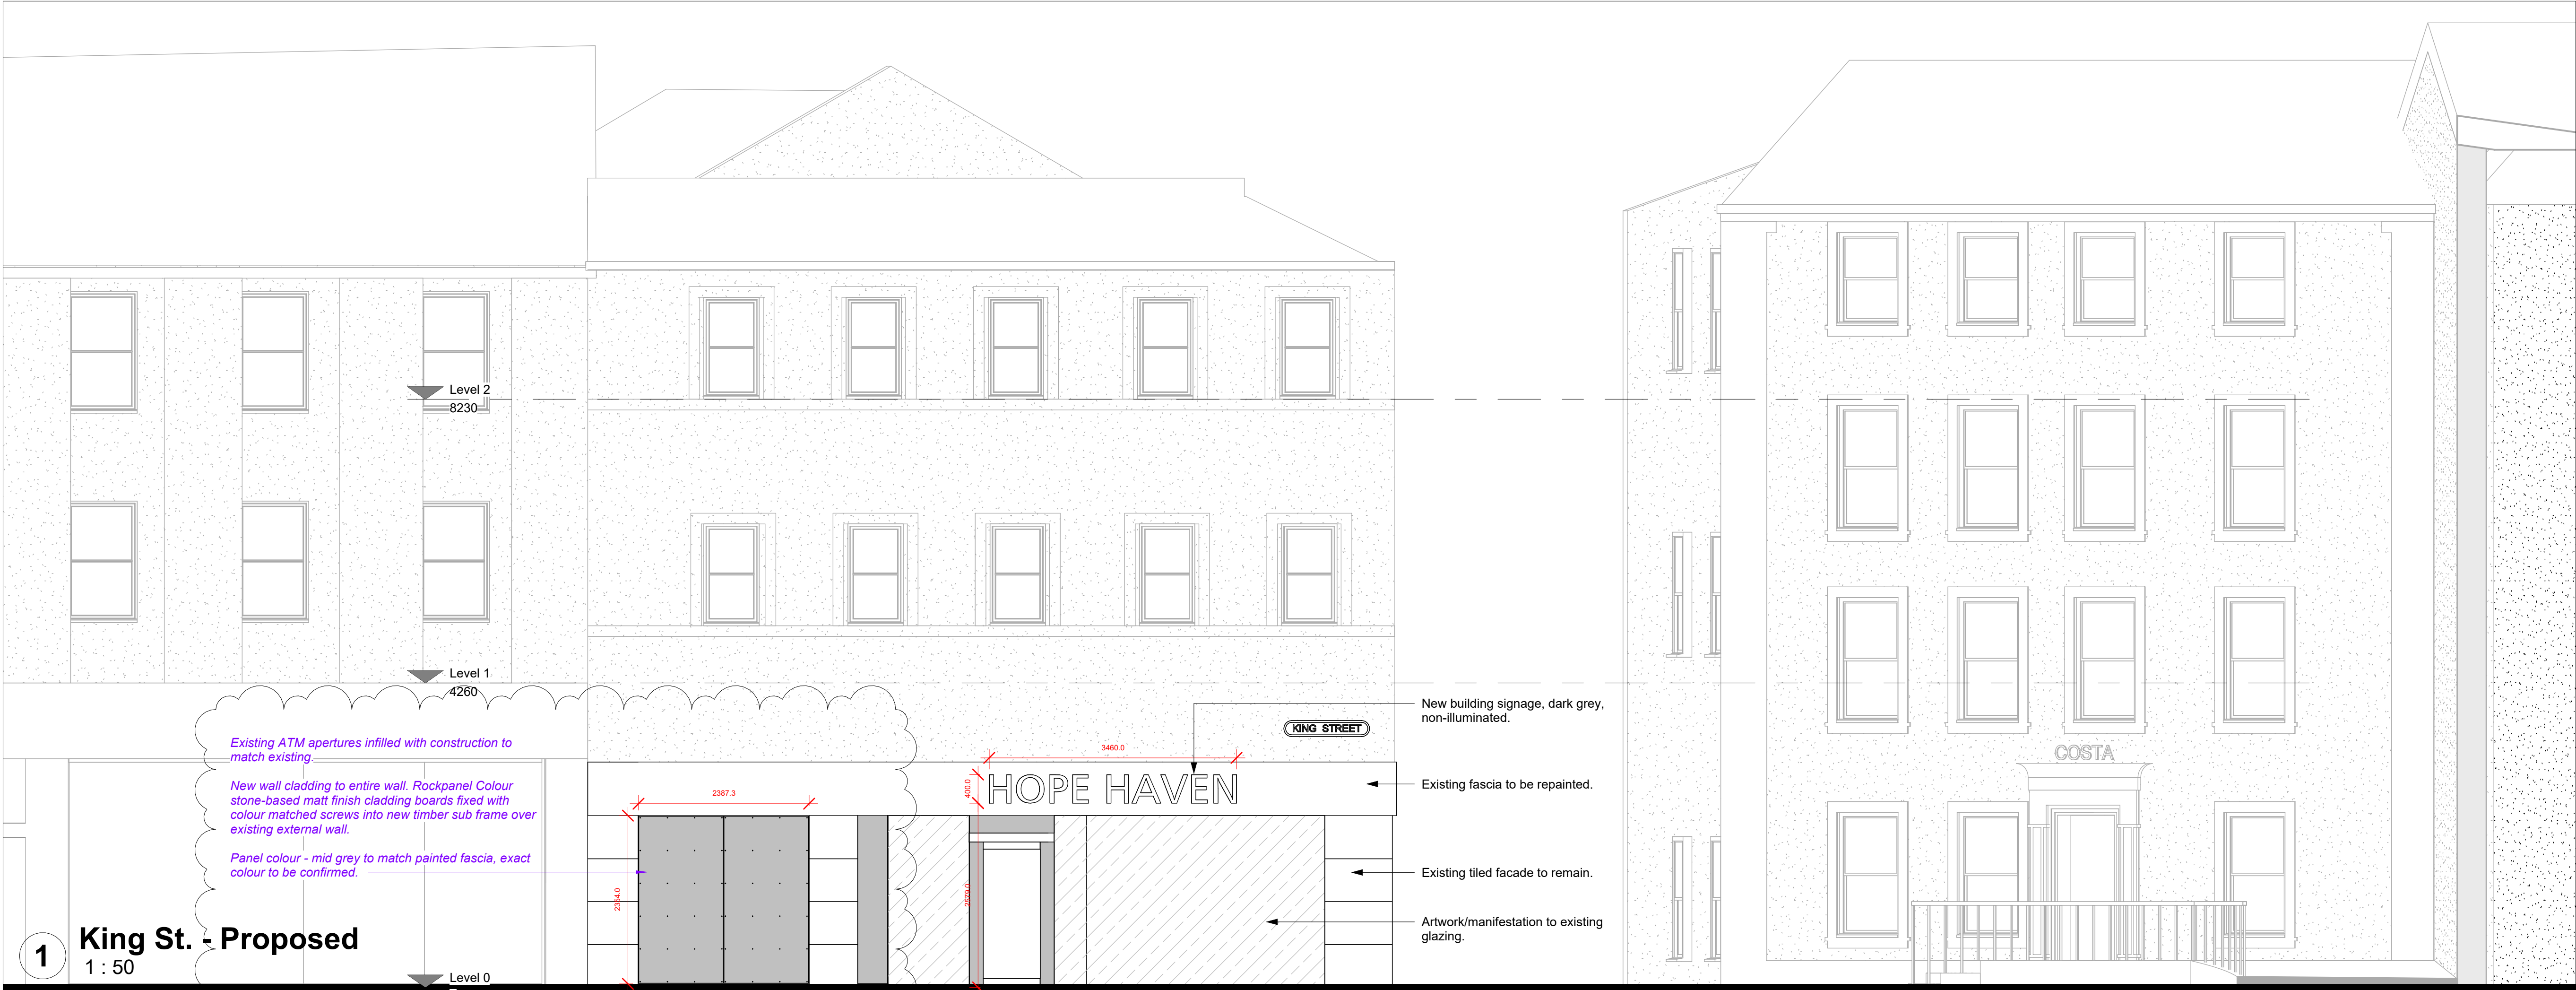 Level 2
8230
Level 1
4260
Existing ATM apertures infilled with construction to
match existing.
New wall cladding to entire wall. Rockpanel Colour
stone-based matt finish cladding boards fixed with
colour matched screws into new timber sub frame over
existing external wall.
Panel colour - mid grey to match painted fascia, exact
colour to be confirmed.
New building signage, dark grey,
non-illuminated.
KING STREET
3460.0
400.0
HOPE HAVEN
Existing fascia to be repainted.
2387.3
2354.0
2579.0
Existing tiled facade to remain.
Artwork/manifestation to existing
glazing.
COSTA
1
King St. - Proposed
1 : 50
Level 0